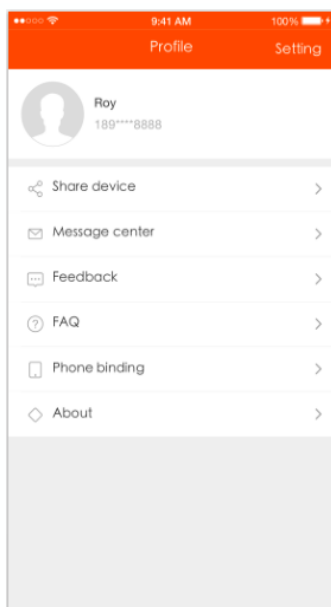 9:41 AM 100%
Profile Setting
Roy
189****8888
Share device
Message center
Feedback
FAQ
Phone binding
About